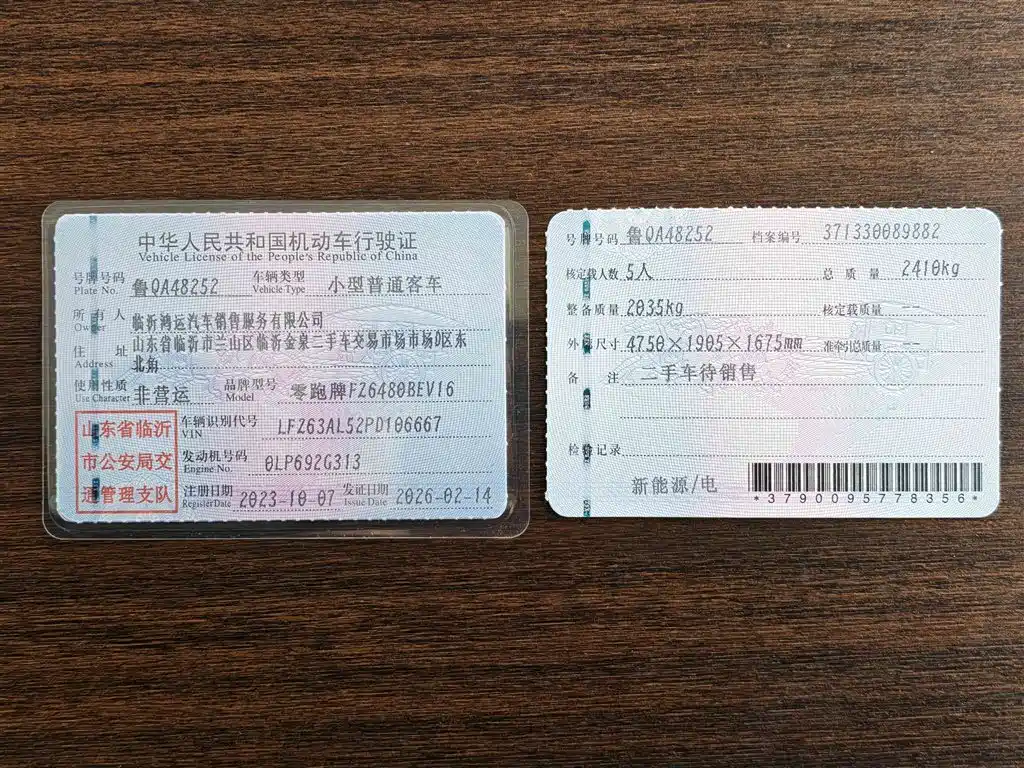 中华人民共和国机动车行驶证
Vehicle License of the People's Republic of China
号牌号码 Plate No. 鲁QA48252 车辆类型 Vehicle Type 小型普通客车
所有人 Owner 临沂鸿运汽车销售服务有限公司
住址 Address 山东省临沂市兰山区临沂金泉二手车交易市场市场D区东
北角
使用性质 Use Character 非营运 品牌型号 Model 零跑牌FZ6480BEV16
车辆识别代号 VIN LFZ63AL52PD106667
发动机号码 Engine No. 0LP692G313
注册日期 Register Date 2023-10-07 发证日期 Issue Date 2026-02-14
山东省临沂
市公安局交
通管理支队
号牌号码 鲁QA48252 档案编号 371330089882
核定载人数 5人 总质量 2410kg
整备质量 2035kg 核定载质量 --
外廓尺寸 4750×1905×1675mm 准牵引总质量 --
备注 二手车待销售
检验记录
新能源/电
*3790095778356*